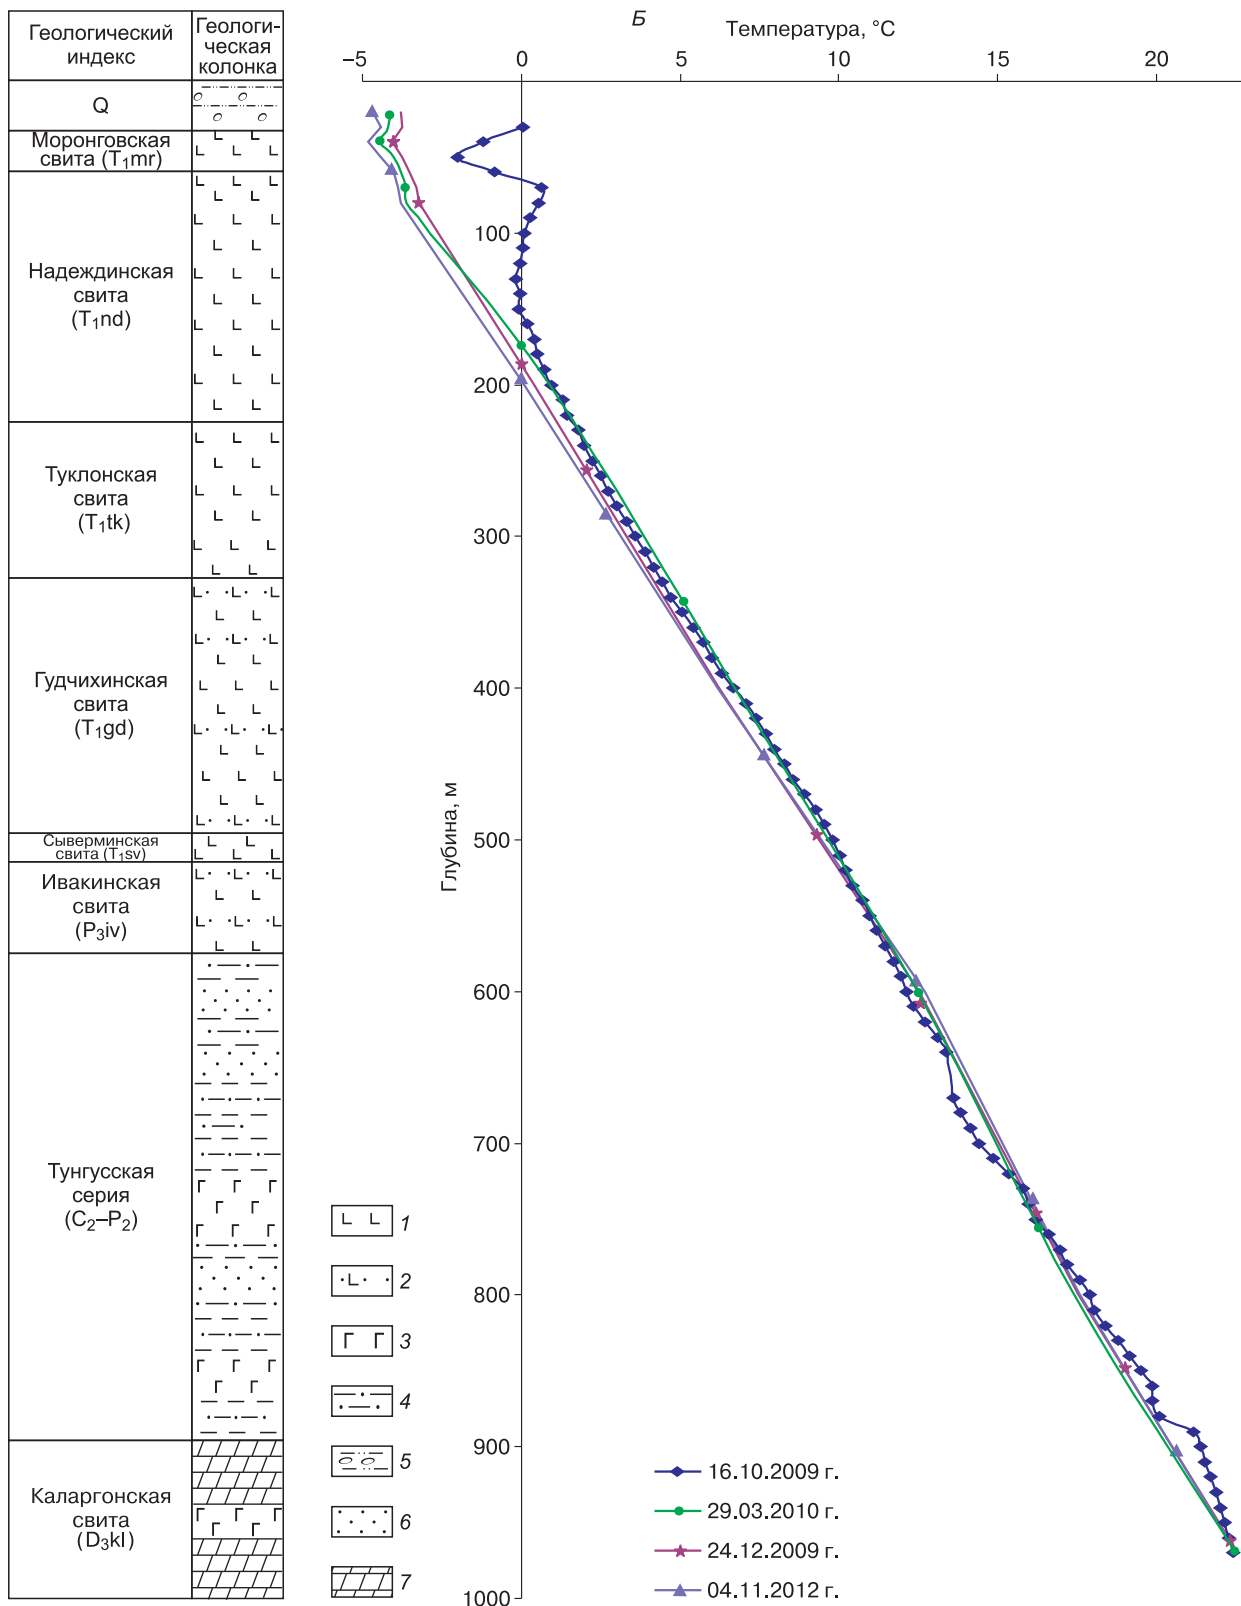 Геологический
индекс
Геологи-
ческая
колонка
Q
Моронговская
свита (T₁mr)
Надеждинская
свита
(T₁nd)
Туклонская
свита
(T₁tk)
Гудчихинская
свита
(T₁gd)
Сыверминская
свита (T₁sv)
Ивакинская
свита
(P₃iv)
Тунгусская
серия
(C₂–P₂)
Каларгонская
свита
(D₃kl)
1
2
3
4
5
6
7
Б
Температура, °C
–5 0 5 10 15 20
100
200
300
400
500
600
700
800
900
1000
Глубина, м
16.10.2009 г.
29.03.2010 г.
24.12.2009 г.
04.11.2012 г.